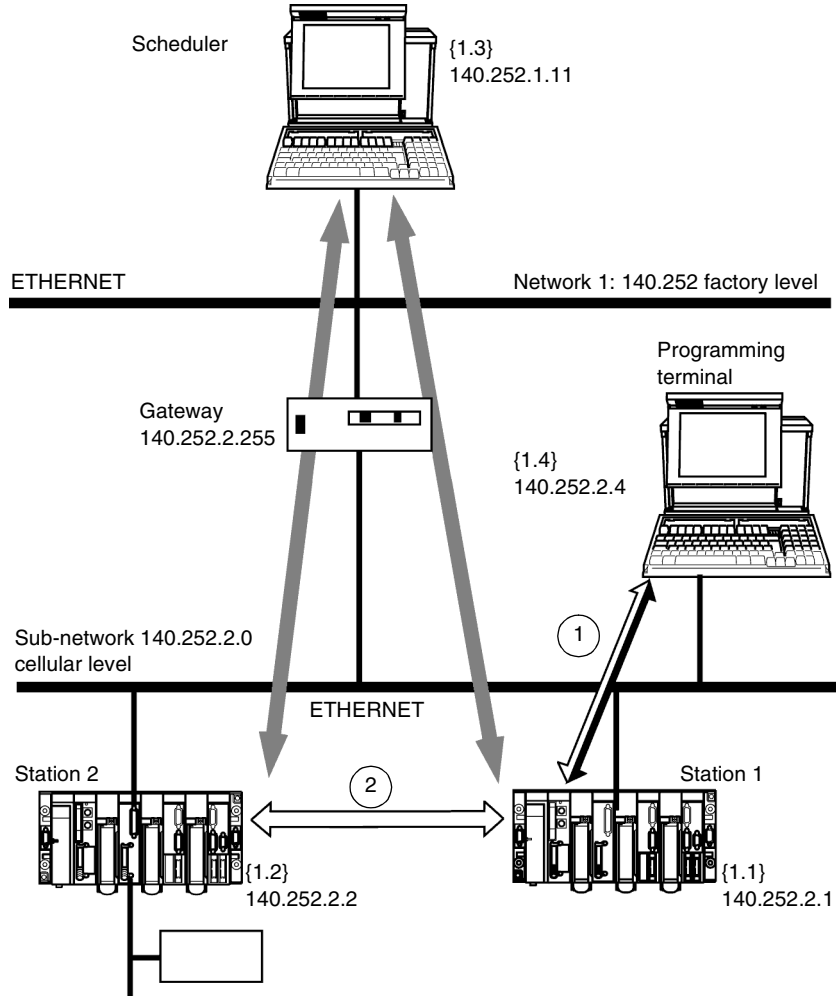 Scheduler
{1.3}
140.252.1.11
ETHERNET
Network 1: 140.252 factory level
Programming
terminal
Gateway
140.252.2.255
{1.4}
140.252.2.4
1
Sub-network 140.252.2.0
cellular level
ETHERNET
Station 2
2
Station 1
{1.2}
140.252.2.2
{1.1}
140.252.2.1